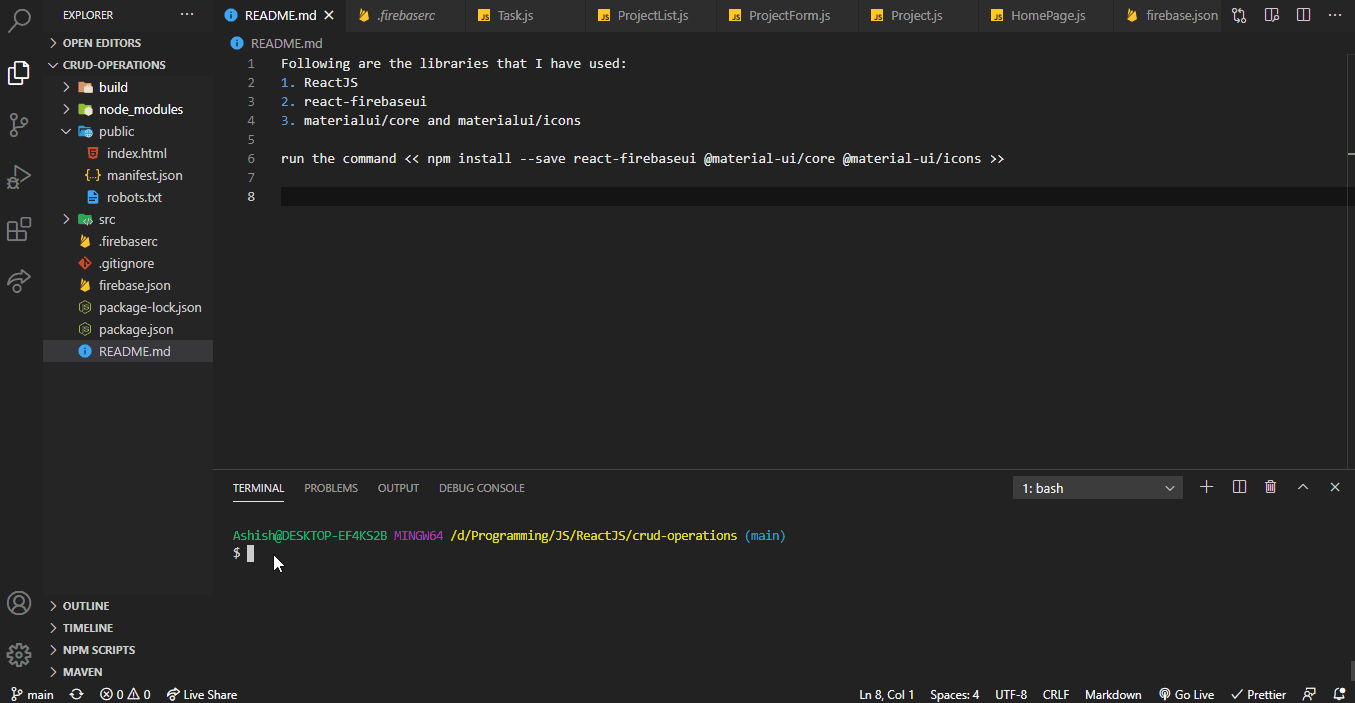 EXPLORER ···
OPEN EDITORS
CRUD-OPERATIONS
build
node_modules
public
index.html
manifest.json
robots.txt
src
.firebaserc
.gitignore
firebase.json
package-lock.json
package.json
README.md
OUTLINE
TIMELINE
NPM SCRIPTS
MAVEN
README.md .firebaserc Task.js ProjectList.js ProjectForm.js Project.js HomePage.js firebase.json
README.md
1 Following are the libraries that I have used:
2 1. ReactJS
3 2. react-firebaseui
4 3. materialui/core and materialui/icons
5
6 run the command << npm install --save react-firebaseui @material-ui/core @material-ui/icons >>
7
8
TERMINAL PROBLEMS OUTPUT DEBUG CONSOLE 1: bash
Ashish@DESKTOP-EF4KS2B MINGW64 /d/Programming/JS/ReactJS/crud-operations (main)
$
main 0 0 Live Share Ln 8, Col 1 Spaces: 4 UTF-8 CRLF Markdown Go Live Prettier